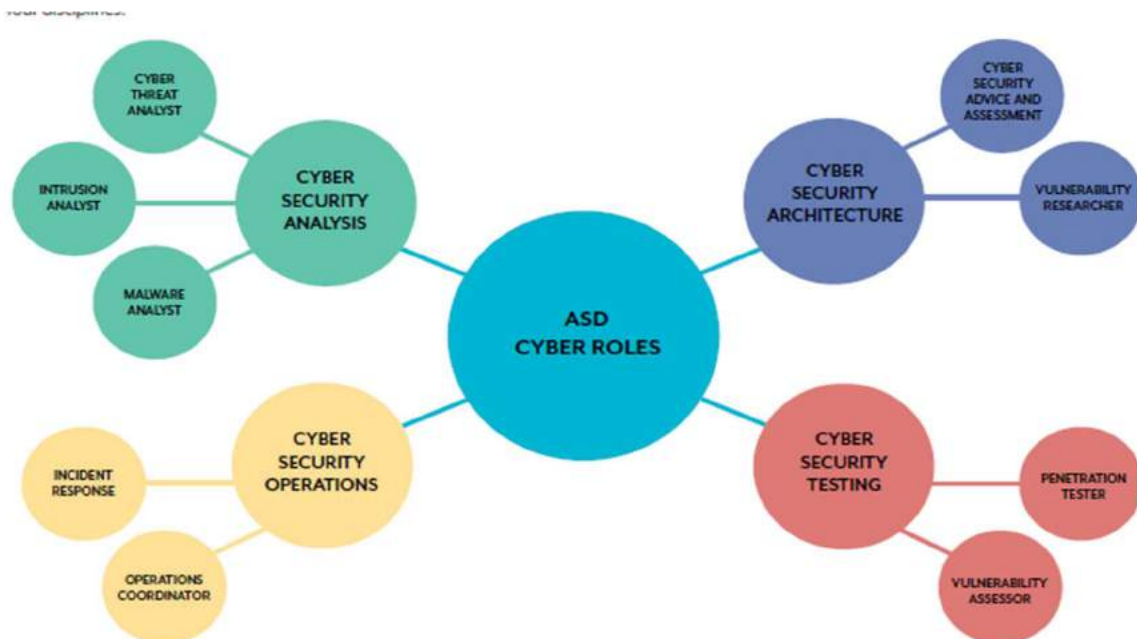 CYBER
THREAT
ANALYST
INTRUSION
ANALYST
MALWARE
ANALYST
CYBER
SECURITY
ANALYSIS
CYBER
SECURITY
ADVICE AND
ASSESSMENT
VULNERABILITY
RESEARCHER
CYBER
SECURITY
ARCHITECTURE
ASD
CYBER ROLES
INCIDENT
RESPONSE
OPERATIONS
COORDINATOR
CYBER
SECURITY
OPERATIONS
CYBER
SECURITY
TESTING
PENETRATION
TESTER
VULNERABILITY
ASSESSOR